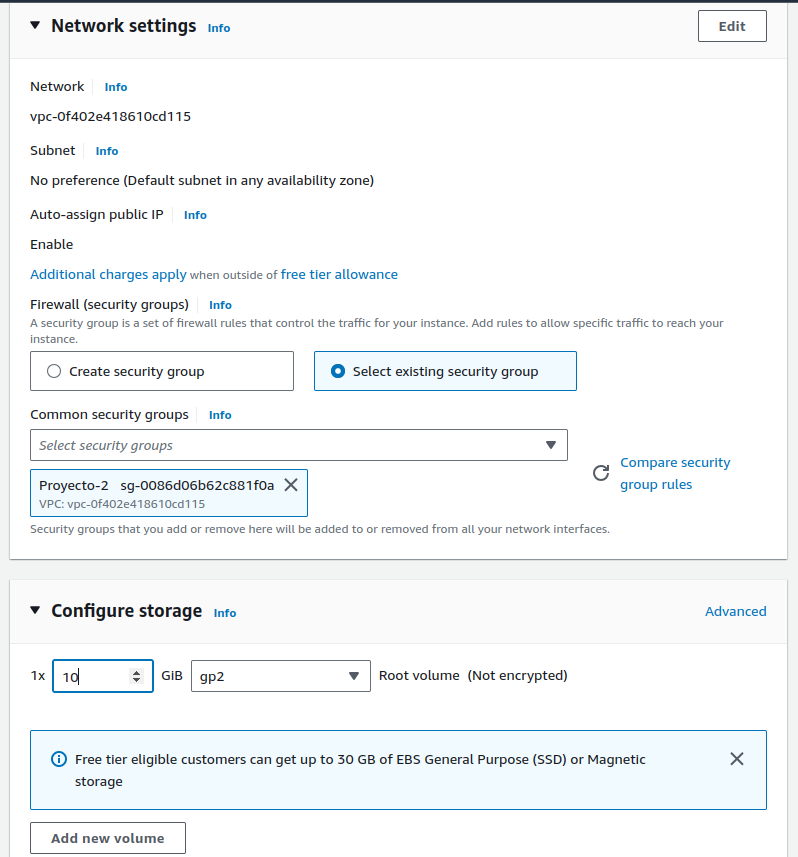 Network settings Info
Edit
Network Info
vpc-0f402e418610cd115
Subnet Info
No preference (Default subnet in any availability zone)
Auto-assign public IP Info
Enable
Additional charges apply when outside of free tier allowance
Firewall (security groups) Info
A security group is a set of firewall rules that control the traffic for your instance. Add rules to allow specific traffic to reach your
instance.
Create security group
Select existing security group
Common security groups Info
Select security groups
Proyecto-2 sg-0086d06b62c881f0a
VPC: vpc-0f402e418610cd115
Compare security
group rules
Security groups that you add or remove here will be added to or removed from all your network interfaces.
Configure storage Info
Advanced
1x 10 GiB gp2 Root volume (Not encrypted)
Free tier eligible customers can get up to 30 GB of EBS General Purpose (SSD) or Magnetic
storage
Add new volume